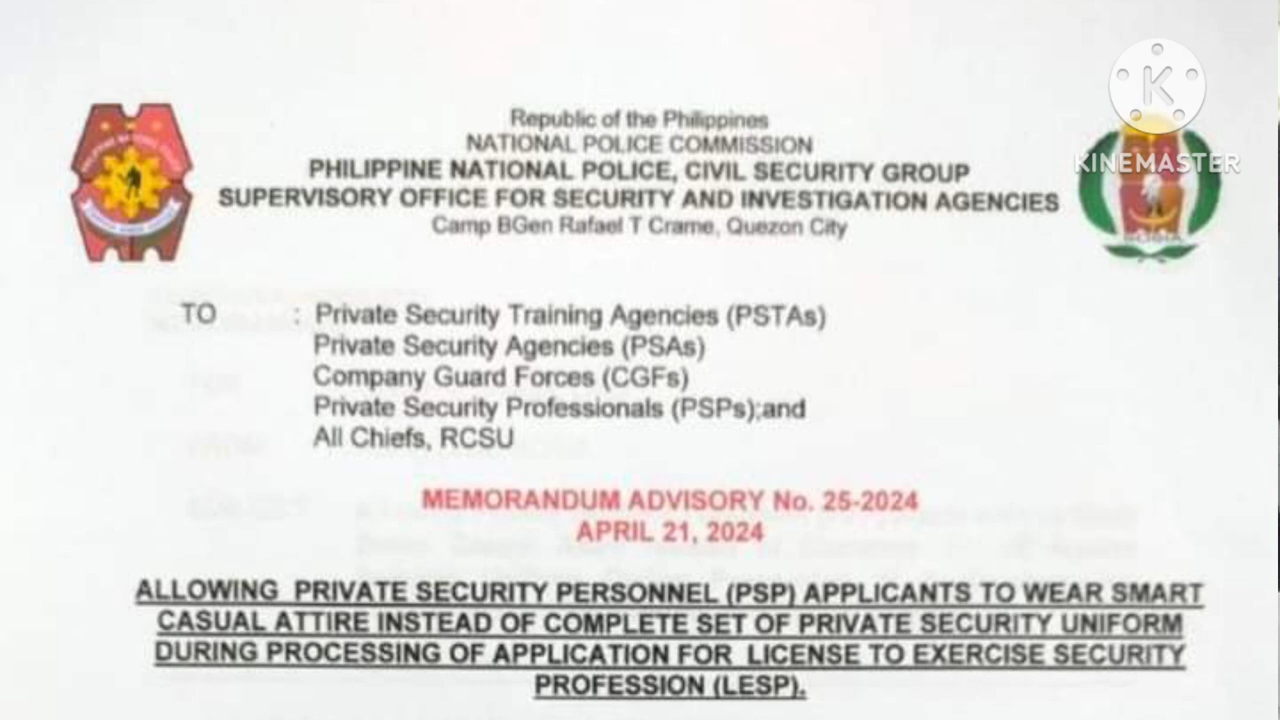 K
KINEMASTER
Republic of the Philippines
NATIONAL POLICE COMMISSION
PHILIPPINE NATIONAL POLICE, CIVIL SECURITY GROUP
SUPERVISORY OFFICE FOR SECURITY AND INVESTIGATION AGENCIES
Camp BGen Rafael T Crame, Quezon City
SOSIA
TO : Private Security Training Agencies (PSTAs)
Private Security Agencies (PSAs)
Company Guard Forces (CGFs)
Private Security Professionals (PSPs);and
All Chiefs, RCSU
MEMORANDUM ADVISORY No. 25-2024
APRIL 21, 2024
ALLOWING PRIVATE SECURITY PERSONNEL (PSP) APPLICANTS TO WEAR SMART
CASUAL ATTIRE INSTEAD OF COMPLETE SET OF PRIVATE SECURITY UNIFORM
DURING PROCESSING OF APPLICATION FOR LICENSE TO EXERCISE SECURITY
PROFESSION (LESP).